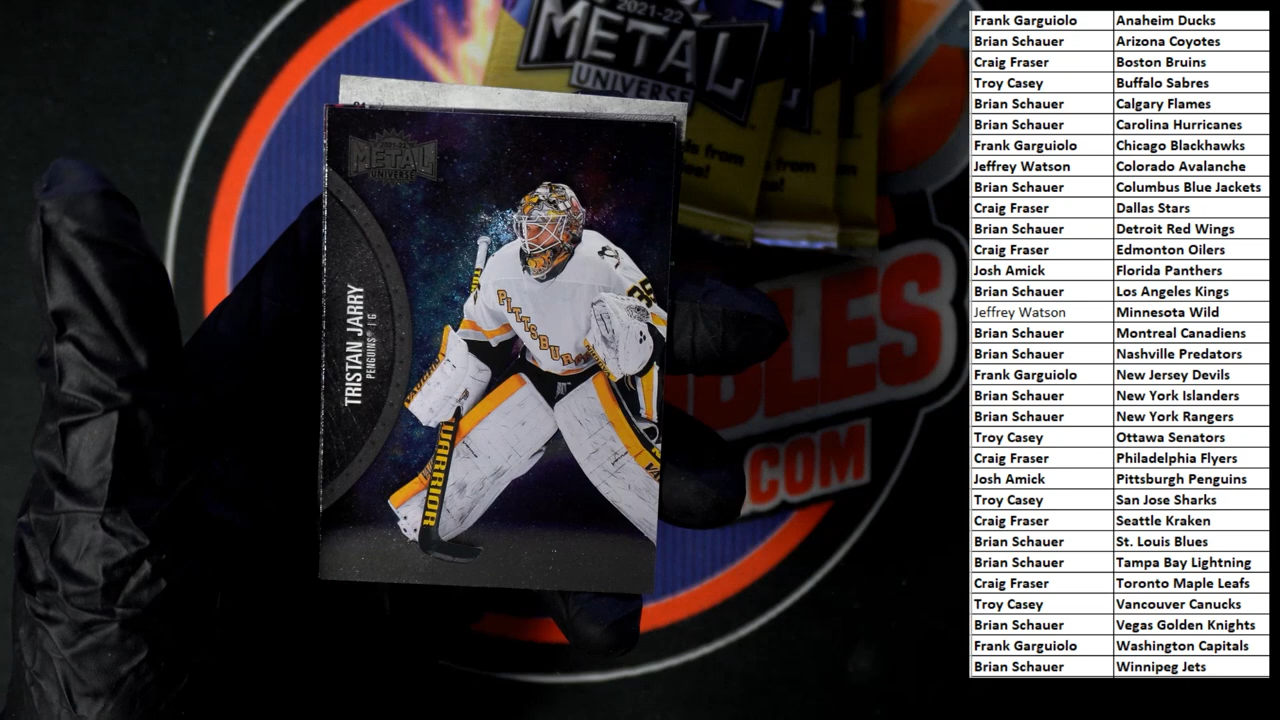 2021-22
METAL
UNIVERSE
2021-22
METAL
UNIVERSE
TRISTAN JARRY
PENGUINS | G
PITTSBURGH
35
WARRIOR
from
from
.COM
Frank Garguiolo Anaheim Ducks
Brian Schauer Arizona Coyotes
Craig Fraser Boston Bruins
Troy Casey Buffalo Sabres
Brian Schauer Calgary Flames
Brian Schauer Carolina Hurricanes
Frank Garguiolo Chicago Blackhawks
Jeffrey Watson Colorado Avalanche
Brian Schauer Columbus Blue Jackets
Craig Fraser Dallas Stars
Brian Schauer Detroit Red Wings
Craig Fraser Edmonton Oilers
Josh Amick Florida Panthers
Brian Schauer Los Angeles Kings
Jeffrey Watson Minnesota Wild
Brian Schauer Montreal Canadiens
Brian Schauer Nashville Predators
Frank Garguiolo New Jersey Devils
Brian Schauer New York Islanders
Brian Schauer New York Rangers
Troy Casey Ottawa Senators
Craig Fraser Philadelphia Flyers
Josh Amick Pittsburgh Penguins
Troy Casey San Jose Sharks
Craig Fraser Seattle Kraken
Brian Schauer St. Louis Blues
Brian Schauer Tampa Bay Lightning
Craig Fraser Toronto Maple Leafs
Troy Casey Vancouver Canucks
Brian Schauer Vegas Golden Knights
Frank Garguiolo Washington Capitals
Brian Schauer Winnipeg Jets